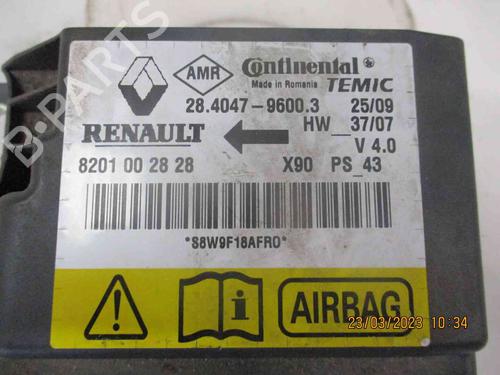 AMR Continental
Made in Romania TEMIC
28.4047-9600.3 25/09
RENAULT HW_37/07
V 4.0
8201 00 28 28 X90 PS_43
*S8W9F18AFRO*
AIRBAG
23/03/2023 10:34
B-PARTS